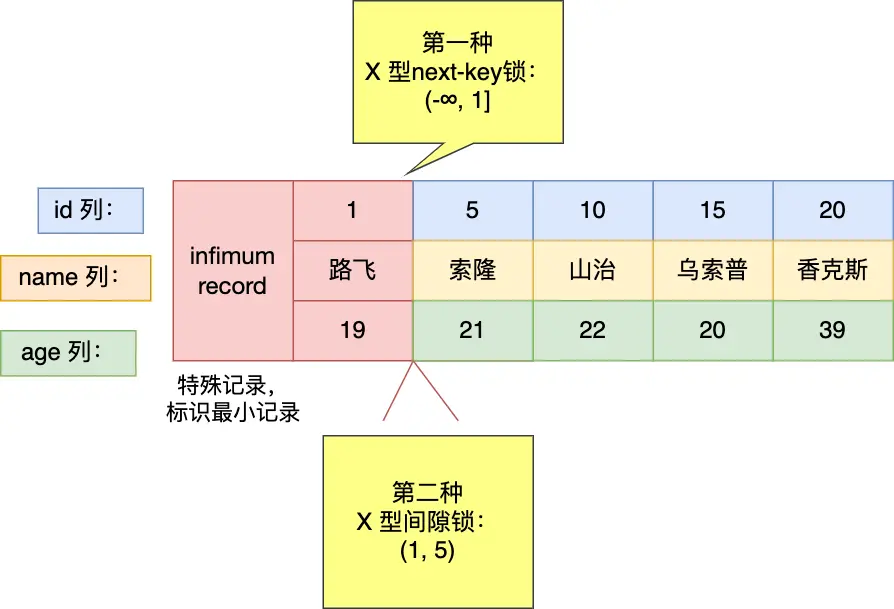 第一种
X 型next-key锁：
(-∞, 1]
id 列：
1
5
10
15
20
infimum
record
name 列：
路飞
索隆
山治
乌索普
香克斯
age 列：
19
21
22
20
39
特殊记录，
标识最小记录
第二种
X 型间隙锁：
(1, 5)